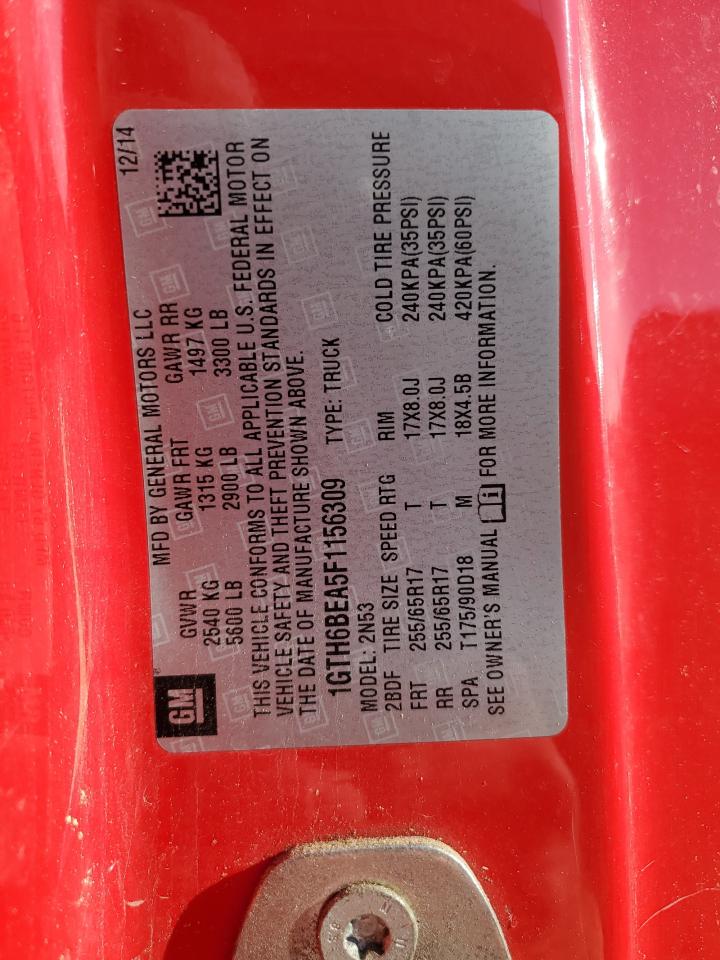 GM
MFD BY GENERAL MOTORS LLC 12/14
GVWR GAWR FRT GAWR RR
2540 KG 1315 KG 1497 KG
5600 LB 2900 LB 3300 LB
THIS VEHICLE CONFORMS TO ALL APPLICABLE U.S. FEDERAL MOTOR
VEHICLE SAFETY AND THEFT PREVENTION STANDARDS IN EFFECT ON
THE DATE OF MANUFACTURE SHOWN ABOVE.
1GTH6BEA5F1156309 TYPE: TRUCK
MODEL: 2N53
2BDF TIRE SIZE SPEED RTG RIM COLD TIRE PRESSURE
FRT 255/65R17 T 17X8.0J 240KPA(35PSI)
RR 255/65R17 T 17X8.0J 240KPA(35PSI)
SPA T175/90D18 M 18X4.5B 420KPA(60PSI)
SEE OWNER'S MANUAL FOR MORE INFORMATION.